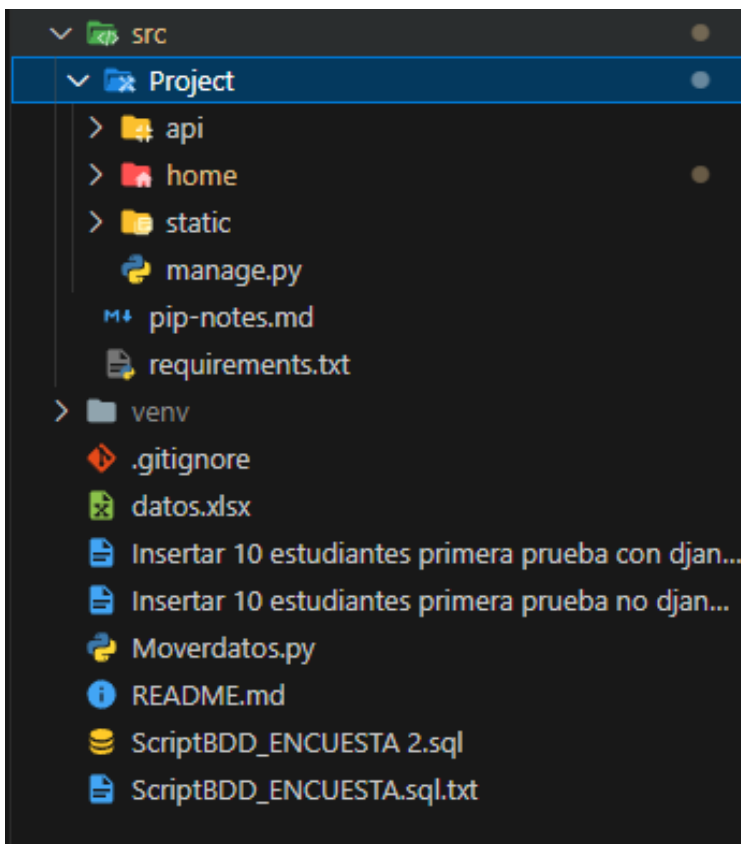 src
Project
api
home
static
manage.py
pip-notes.md
requirements.txt
venv
.gitignore
datos.xlsx
Insertar 10 estudiantes primera prueba con djan...
Insertar 10 estudiantes primera prueba no djan...
Moverdatos.py
README.md
ScriptBDD_ENCUESTA 2.sql
ScriptBDD_ENCUESTA.sql.txt